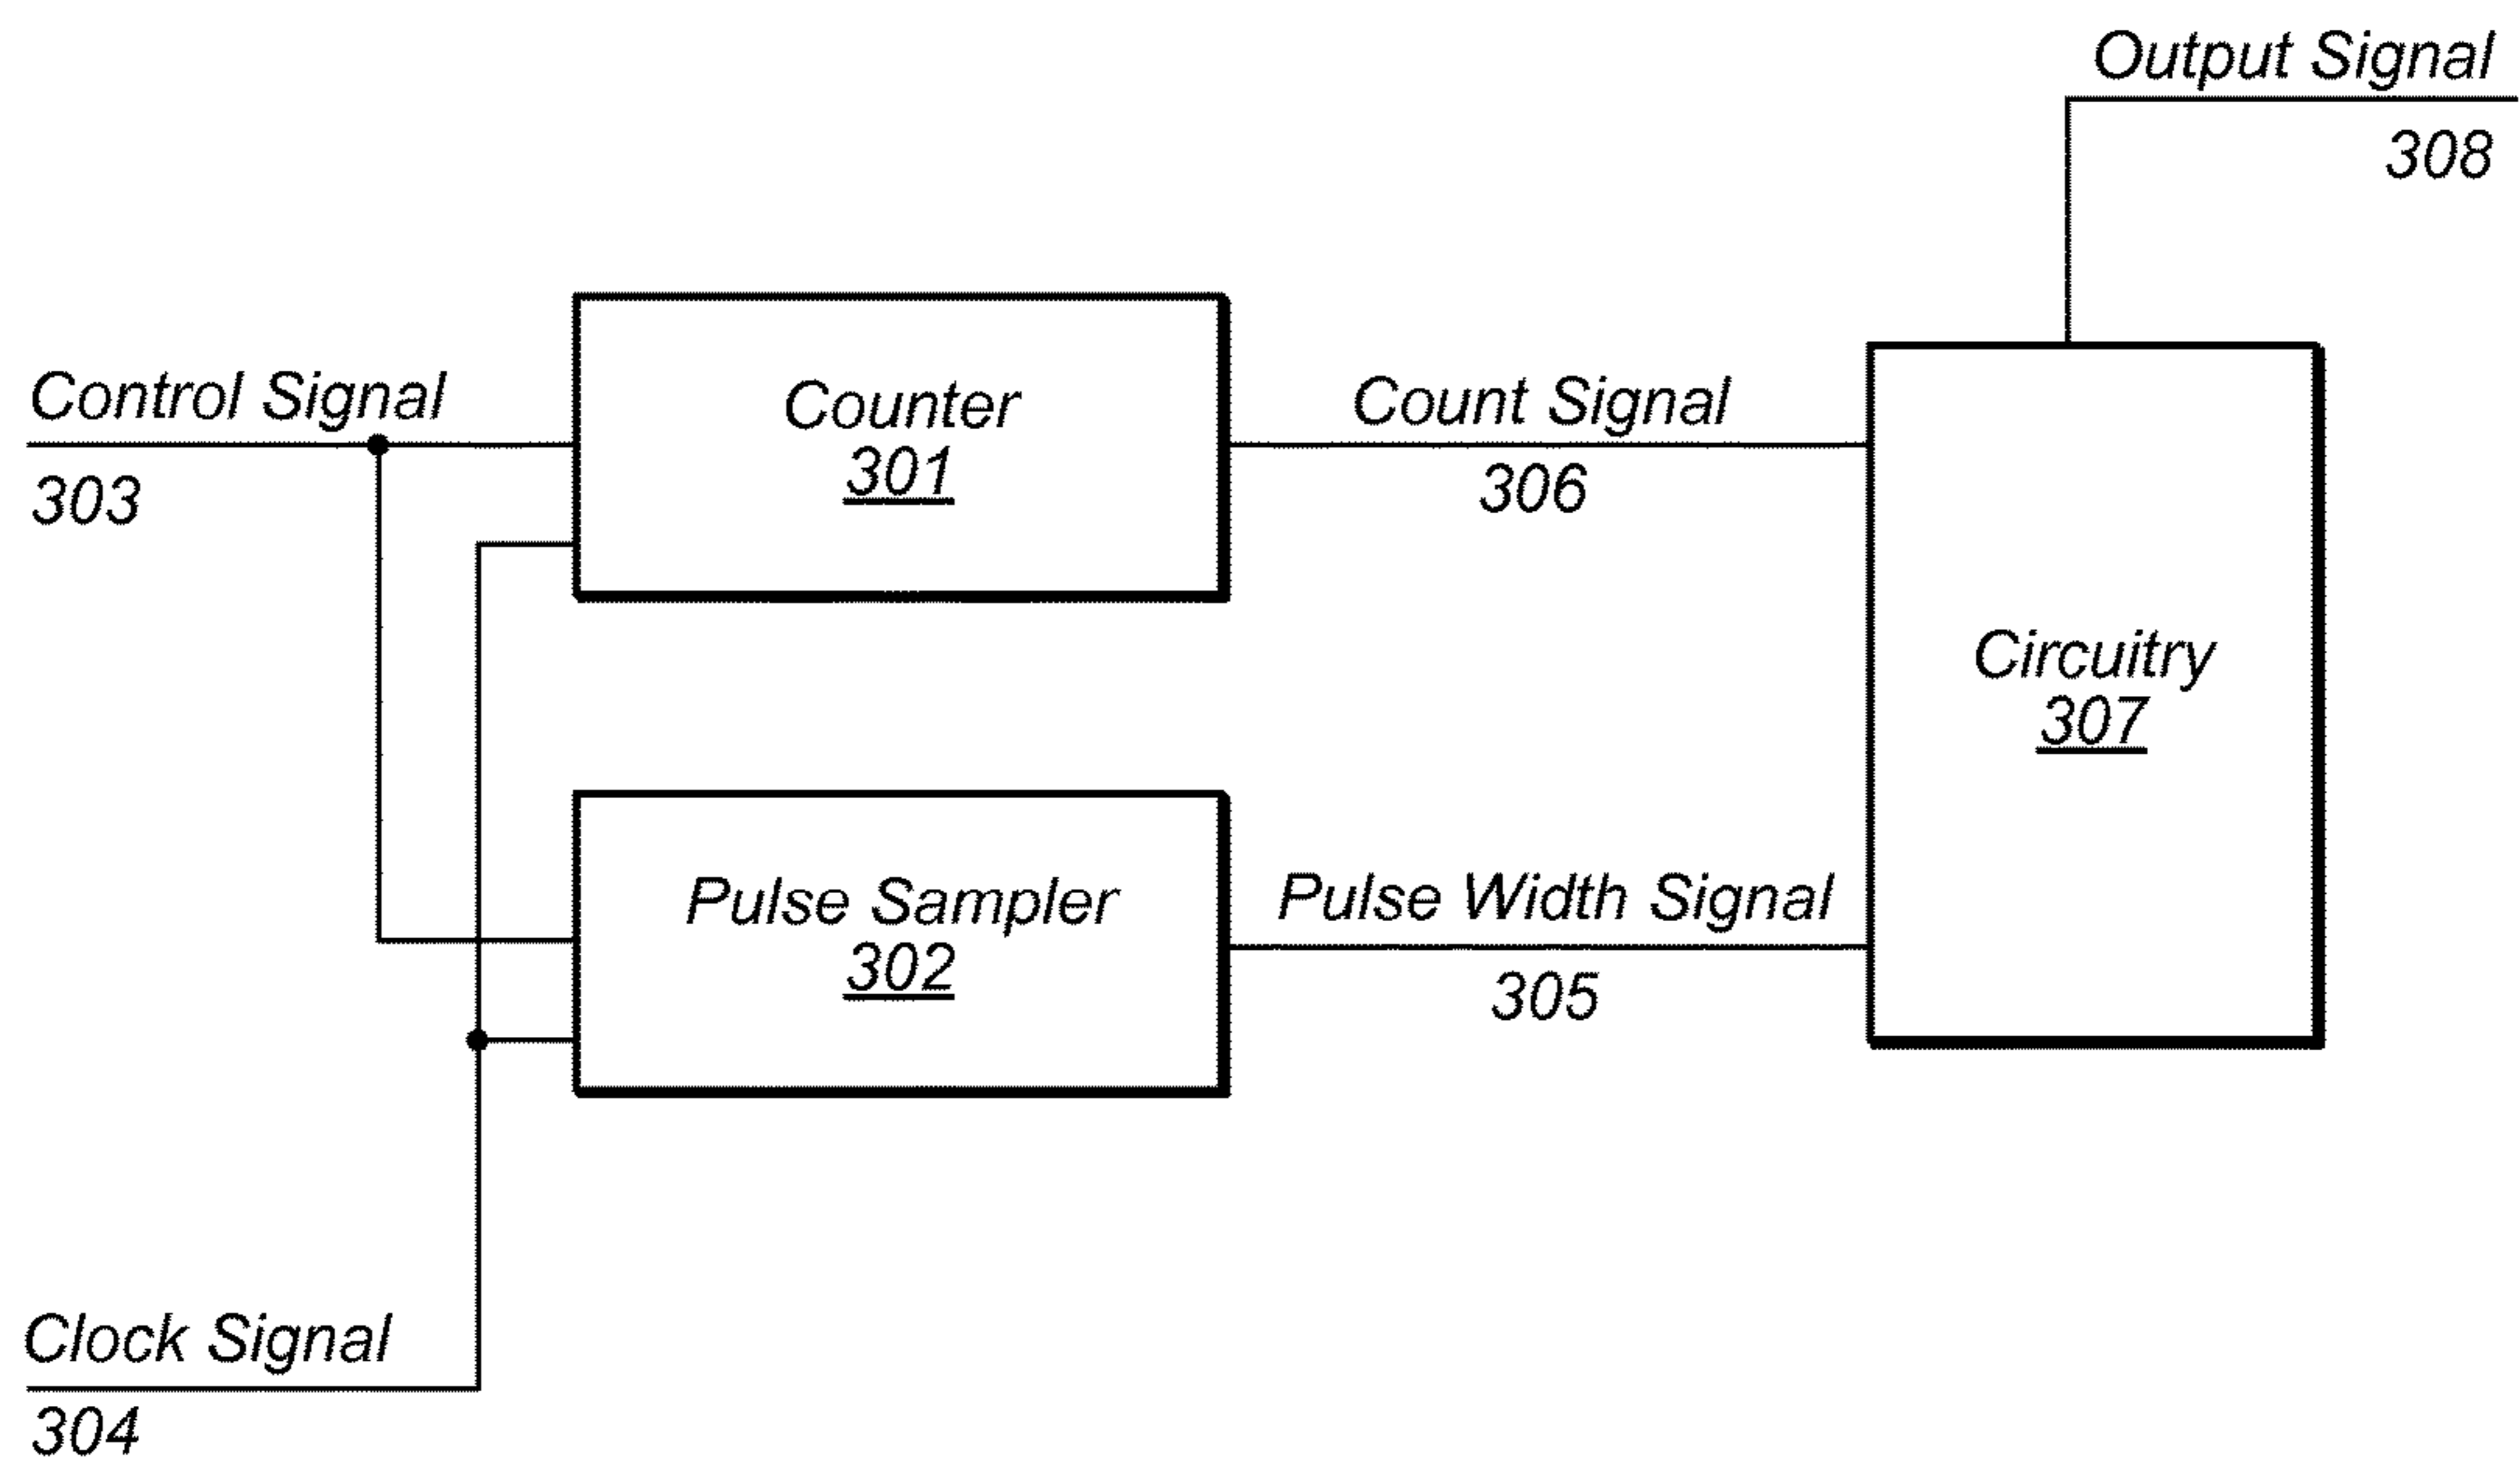 Output Signal
308
Control Signal
303
Counter
301
Count Signal
306
Circuitry
307
Pulse Sampler
302
Pulse Width Signal
305
Clock Signal
304